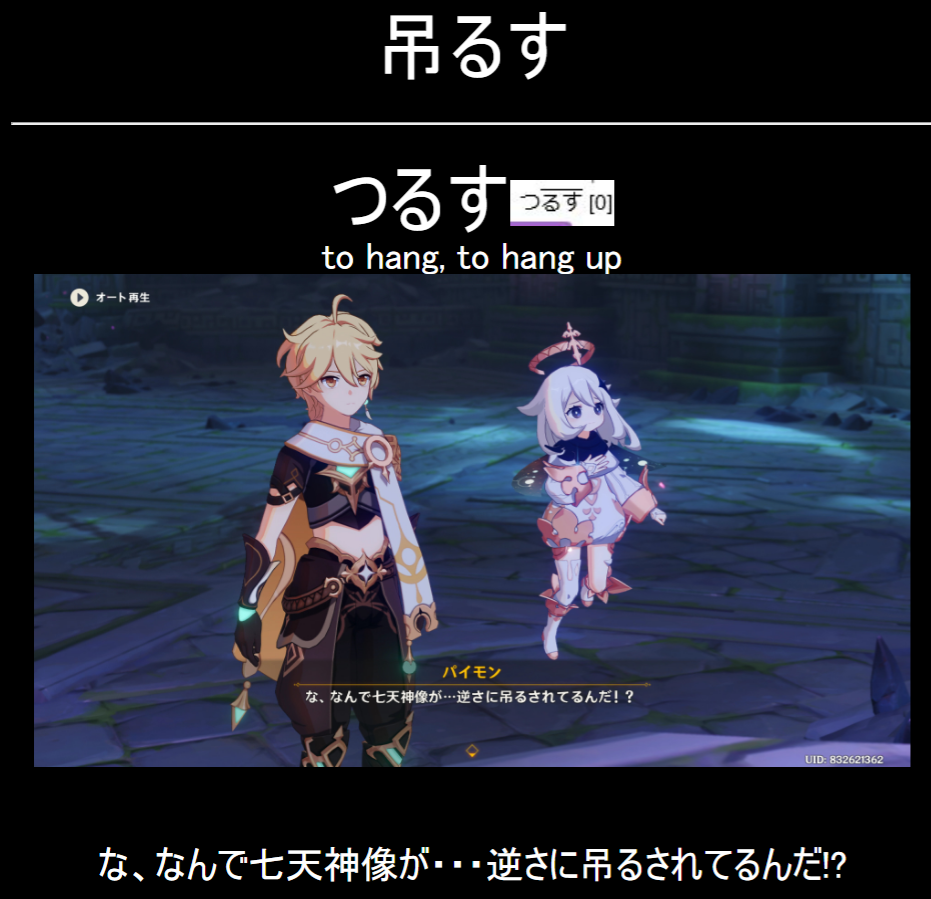 吊るす
つるす つるす [0]
to hang, to hang up
オート再生
パイモン
な、なんで七天神像が…逆さに吊るされてるんだ！？
UID: 832621362
な、なんで七天神像が・・・逆さに吊るされてるんだ!?